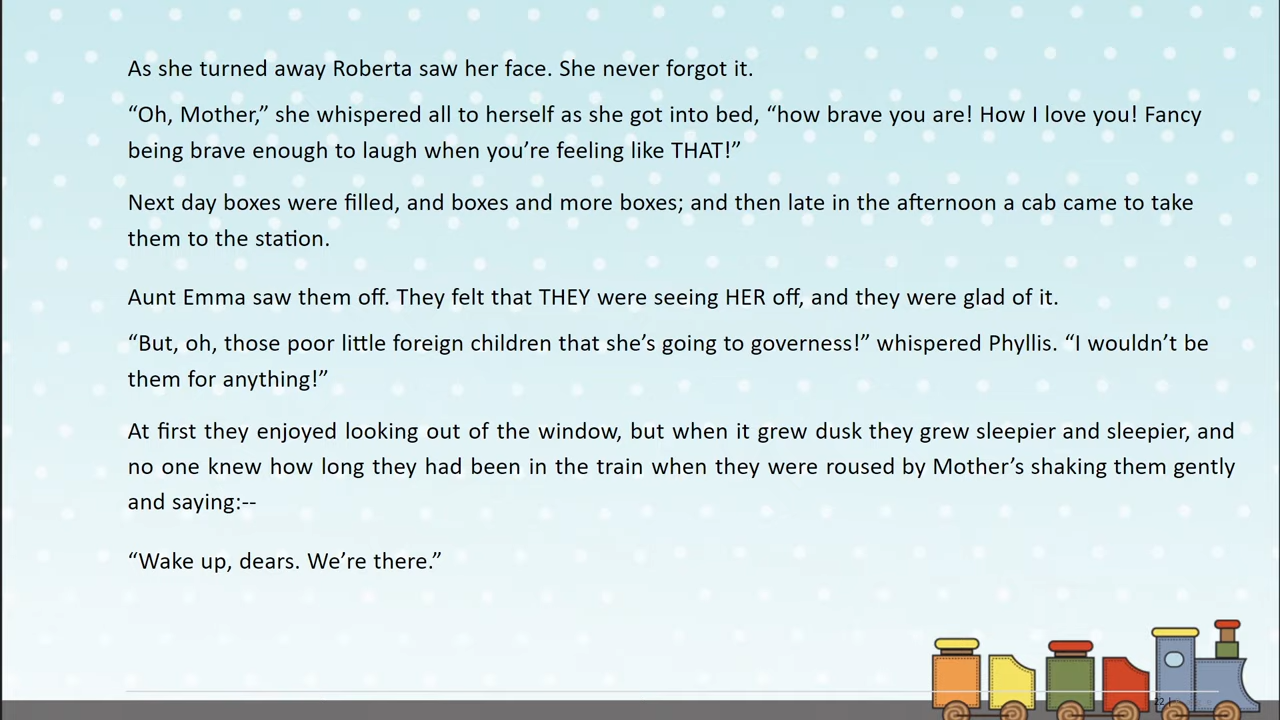 As she turned away Roberta saw her face. She never forgot it.
“Oh, Mother,” she whispered all to herself as she got into bed, “how brave you are! How I love you! Fancy
being brave enough to laugh when you’re feeling like THAT!”
Next day boxes were filled, and boxes and more boxes; and then late in the afternoon a cab came to take
them to the station.
Aunt Emma saw them off. They felt that THEY were seeing HER off, and they were glad of it.
“But, oh, those poor little foreign children that she’s going to governess!” whispered Phyllis. “I wouldn’t be
them for anything!”
At first they enjoyed looking out of the window, but when it grew dusk they grew sleepier and sleepier, and
no one knew how long they had been in the train when they were roused by Mother’s shaking them gently
and saying:--
“Wake up, dears. We’re there.”
22 |